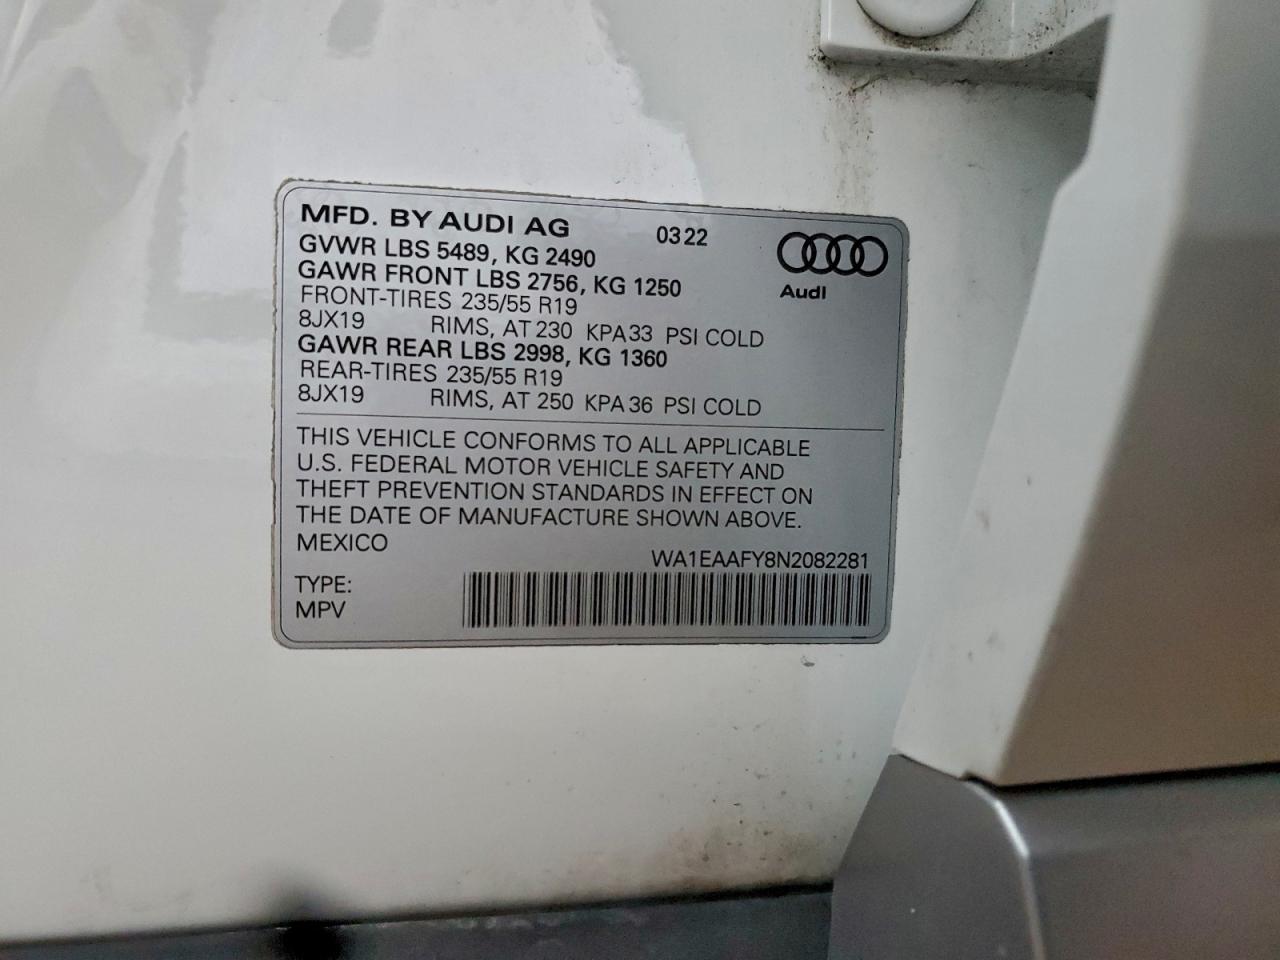 MFD. BY AUDI AG 0322
GVWR LBS 5489, KG 2490
GAWR FRONT LBS 2756, KG 1250
Audi
FRONT-TIRES 235/55 R19
8JX19 RIMS, AT 230 KPA 33 PSI COLD
GAWR REAR LBS 2998, KG 1360
REAR-TIRES 235/55 R19
8JX19 RIMS, AT 250 KPA 36 PSI COLD
THIS VEHICLE CONFORMS TO ALL APPLICABLE
U.S. FEDERAL MOTOR VEHICLE SAFETY AND
THEFT PREVENTION STANDARDS IN EFFECT ON
THE DATE OF MANUFACTURE SHOWN ABOVE.
MEXICO
WA1EAAFY8N2082281
TYPE:
MPV